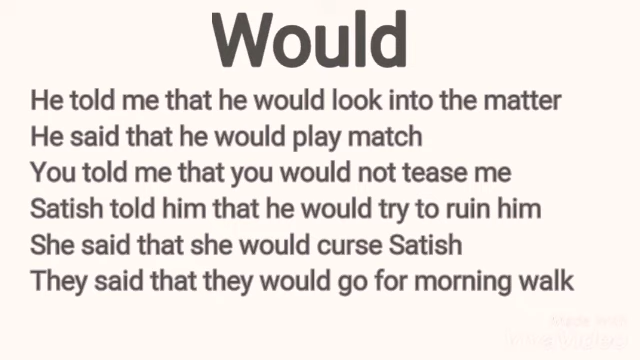 Would
He told me that he would look into the matter
He said that he would play match
You told me that you would not tease me
Satish told him that he would try to ruin him
She said that she would curse Satish
They said that they would go for morning walk
Made with